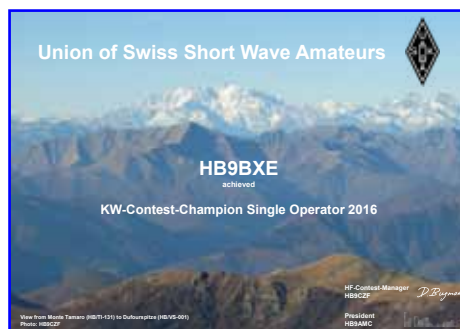 Union of Swiss Short Wave Amateurs
HB9BXE
achieved
KW-Contest-Champion Single Operator 2016
HF-Contest-Manager
HB9CZF
View from Monte Tamaro (HB/TI-131) to Dufourspitze (HB/VS-001)
Photo: HB9CZF
President
HB9AMC